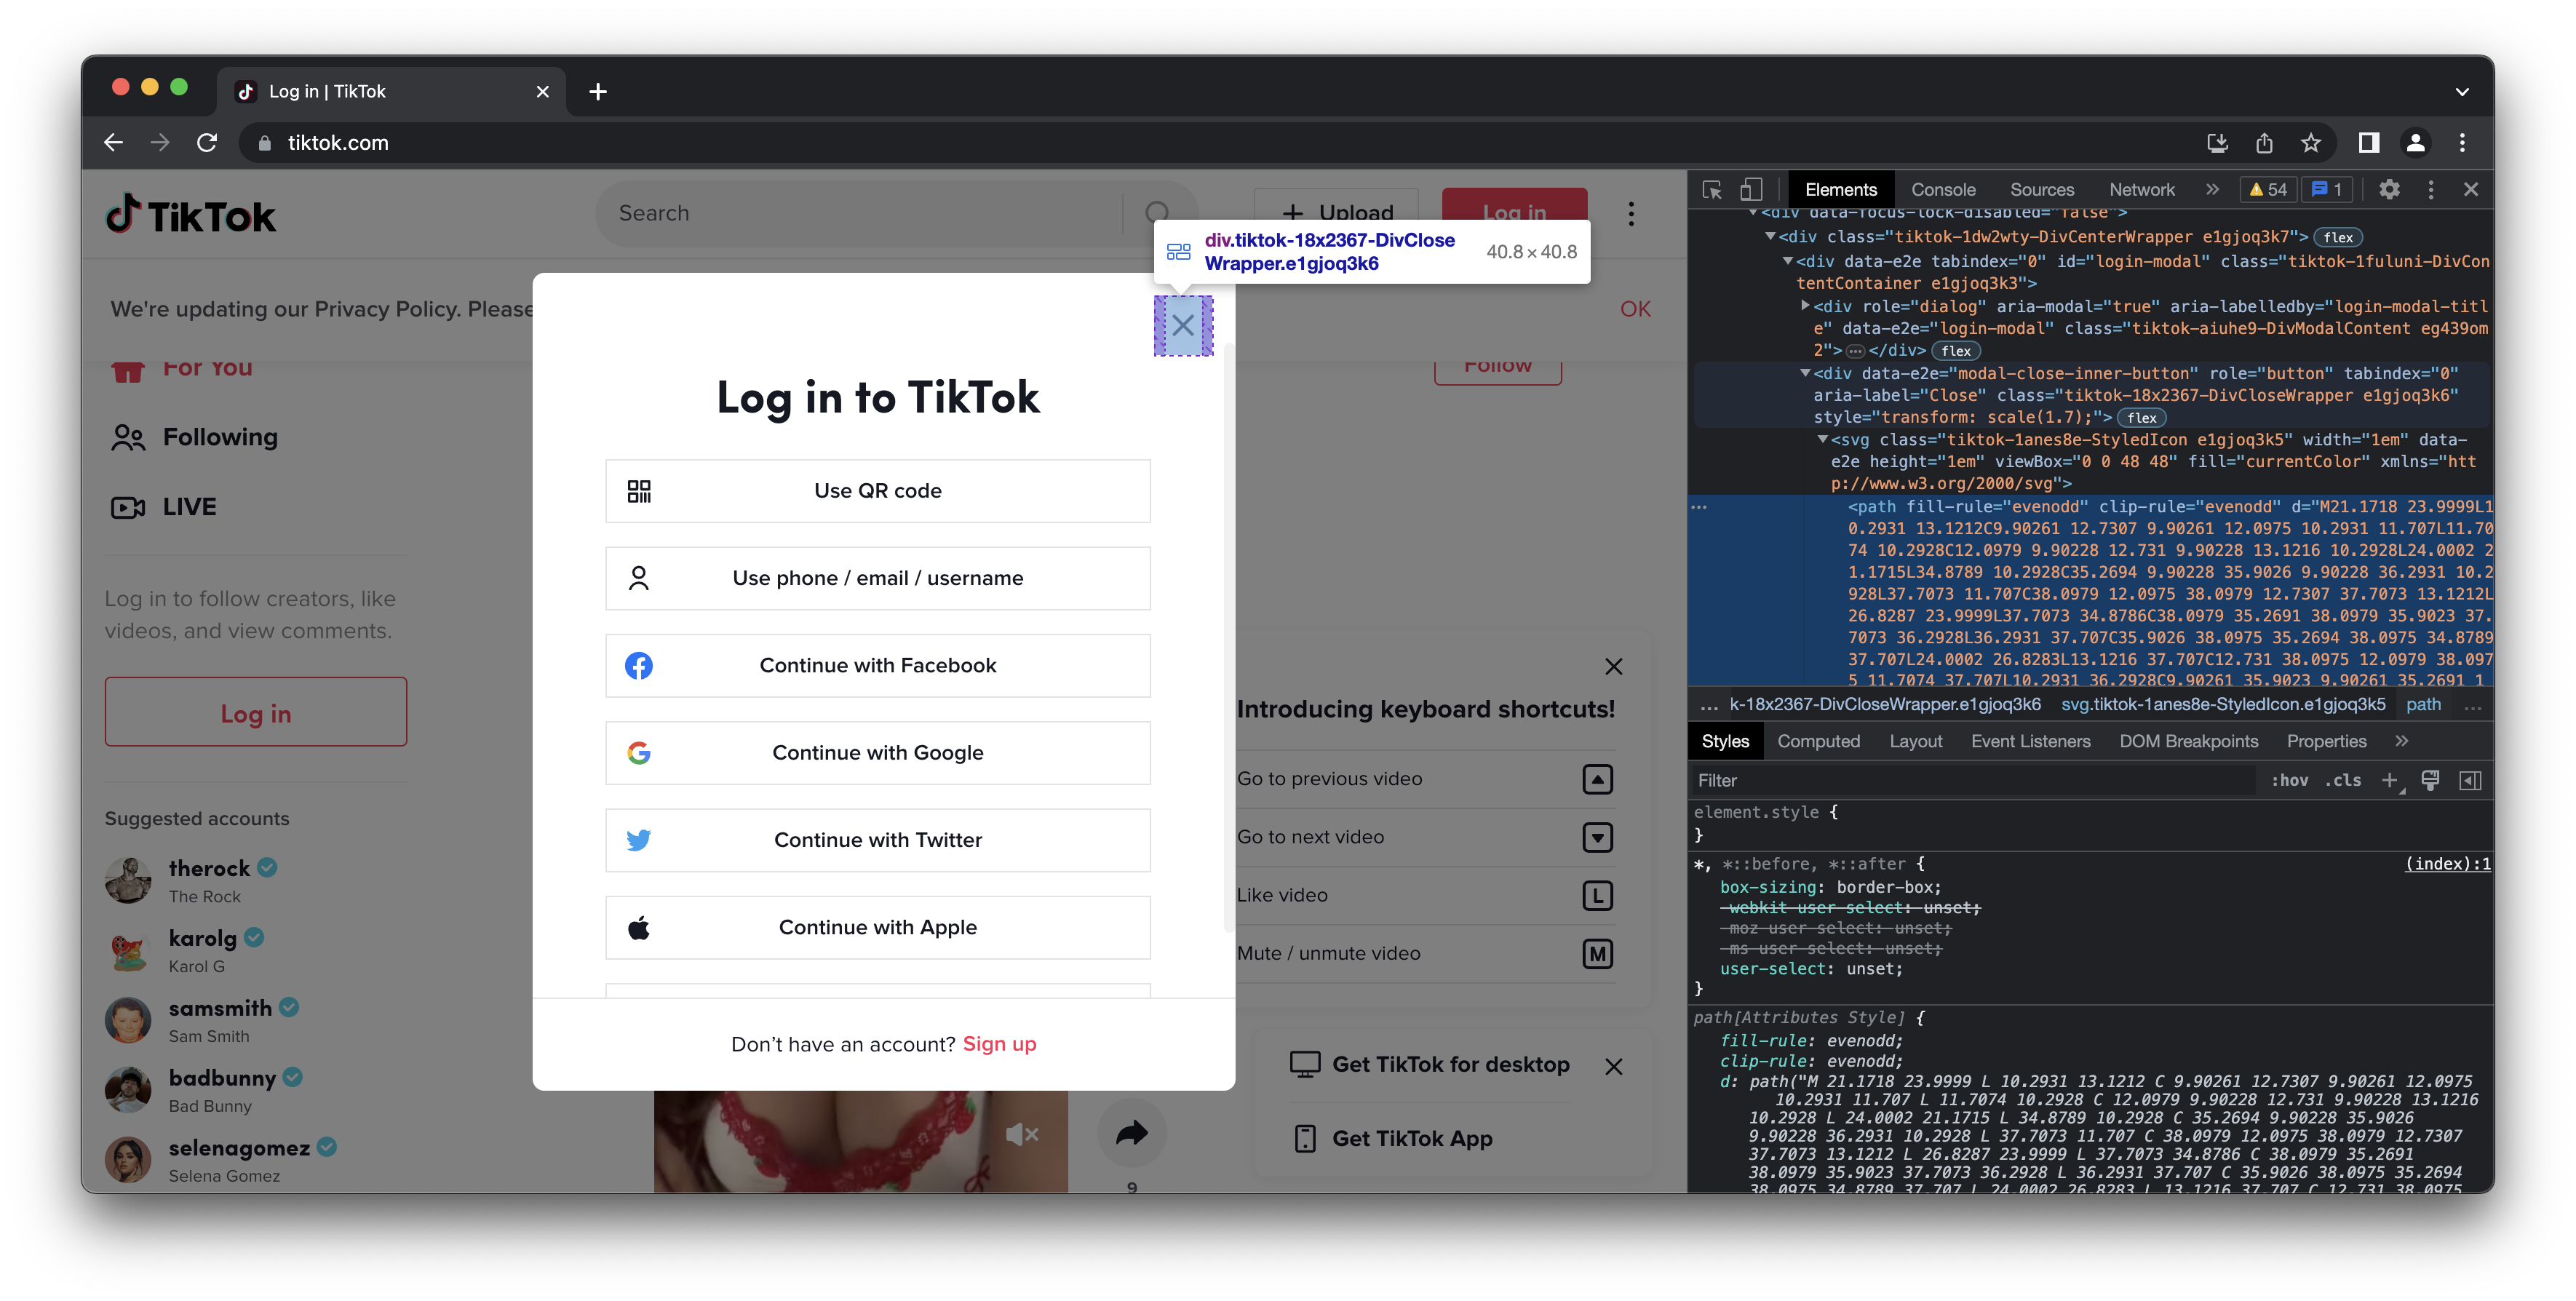 Log in | TikTok
tiktok.com
TikTok
Search
Upload
Log in
div.tiktok-18x2367-DivClose
Wrapper.e1gjoq3k6
40.8 × 40.8
We're updating our Privacy Policy. Please
OK
For You
Following
LIVE
Follow
Log in to follow creators, like
videos, and view comments.
Log in
Suggested accounts
therock
The Rock
karolg
Karol G
samsmith
Sam Smith
badbunny
Bad Bunny
selenagomez
Selena Gomez
Log in to TikTok
Use QR code
Use phone / email / username
Continue with Facebook
Continue with Google
Continue with Twitter
Continue with Apple
Don’t have an account? Sign up
9
Introducing keyboard shortcuts!
Go to previous video
Go to next video
Like video
L
Mute / unmute video
M
Get TikTok for desktop
Get TikTok App
Elements Console Sources Network 54 1
<div data-focus-lock-disabled="false">
<div class="tiktok-1dw2wty-DivCenterWrapper e1gjoq3k7"> flex
<div data-e2e tabindex="0" id="login-modal" class="tiktok-1fuluni-DivCon
tentContainer e1gjoq3k3">
<div role="dialog" aria-modal="true" aria-labelledby="login-modal-titl
e" data-e2e="login-modal" class="tiktok-aiuhe9-DivModalContent eg439om
2"> … </div> flex
<div data-e2e="modal-close-inner-button" role="button" tabindex="0"
aria-label="Close" class="tiktok-18x2367-DivCloseWrapper e1gjoq3k6"
style="transform: scale(1.7);"> flex
<svg class="tiktok-1anes8e-StyledIcon e1gjoq3k5" width="1em" data-
e2e height="1em" viewBox="0 0 48 48" fill="currentColor" xmlns="htt
p://www.w3.org/2000/svg">
<path fill-rule="evenodd" clip-rule="evenodd" d="M21.1718 23.9999L1
0.2931 13.1212C9.90261 12.7307 9.90261 12.0975 10.2931 11.707L11.70
74 10.2928C12.0979 9.90228 12.731 9.90228 13.1216 10.2928L24.0002 2
1.1715L34.8789 10.2928C35.2694 9.90228 35.9026 9.90228 36.2931 10.2
928L37.7073 11.707C38.0979 12.0975 38.0979 12.7307 37.7073 13.1212L
26.8287 23.9999L37.7073 34.8786C38.0979 35.2691 38.0979 35.9023 37.
7073 36.2928L36.2931 37.707C35.9026 38.0975 35.2694 38.0975 34.8789
37.707L24.0002 26.8283L13.1216 37.707C12.731 38.0975 12.0979 38.097
5 11.7074 37.707L10.2931 36.2928C9.90261 35.9023 9.90261 35.2691 1
… k-18x2367-DivCloseWrapper.e1gjoq3k6 svg.tiktok-1anes8e-StyledIcon.e1gjoq3k5 path …
Styles Computed Layout Event Listeners DOM Breakpoints Properties
Filter
:hov .cls
element.style {
}
*, *::before, *::after {
(index):1
box-sizing: border-box;
-webkit-user-select: unset;
-moz-user-select: unset;
-ms-user-select: unset;
user-select: unset;
}
path[Attributes Style] {
fill-rule: evenodd;
clip-rule: evenodd;
d: path("M 21.1718 23.9999 L 10.2931 13.1212 C 9.90261 12.7307 9.90261 12.0975
10.2931 11.707 L 11.7074 10.2928 C 12.0979 9.90228 12.731 9.90228 13.1216
10.2928 L 24.0002 21.1715 L 34.8789 10.2928 C 35.2694 9.90228 35.9026
9.90228 36.2931 10.2928 L 37.7073 11.707 C 38.0979 12.0975 38.0979 12.7307
37.7073 13.1212 L 26.8287 23.9999 L 37.7073 34.8786 C 38.0979 35.2691
38.0979 35.9023 37.7073 36.2928 L 36.2931 37.707 C 35.9026 38.0975 35.2694
38.0975 34.8789 37.707 L 24.0002 26.8283 L 13.1216 37.707 C 12.731 38.0975